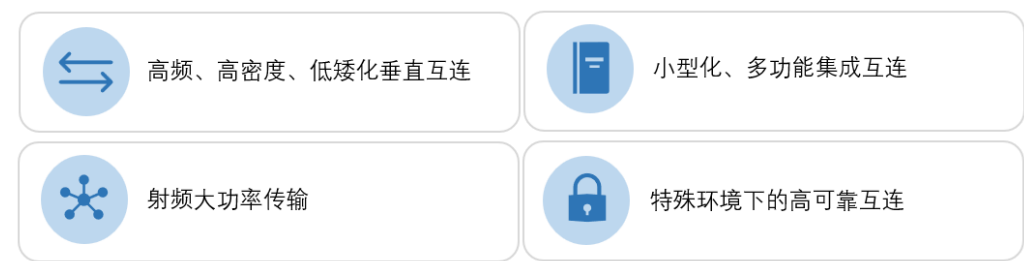 高频、高密度、低矮化垂直互连
小型化、多功能集成互连
射频大功率传输
特殊环境下的高可靠互连